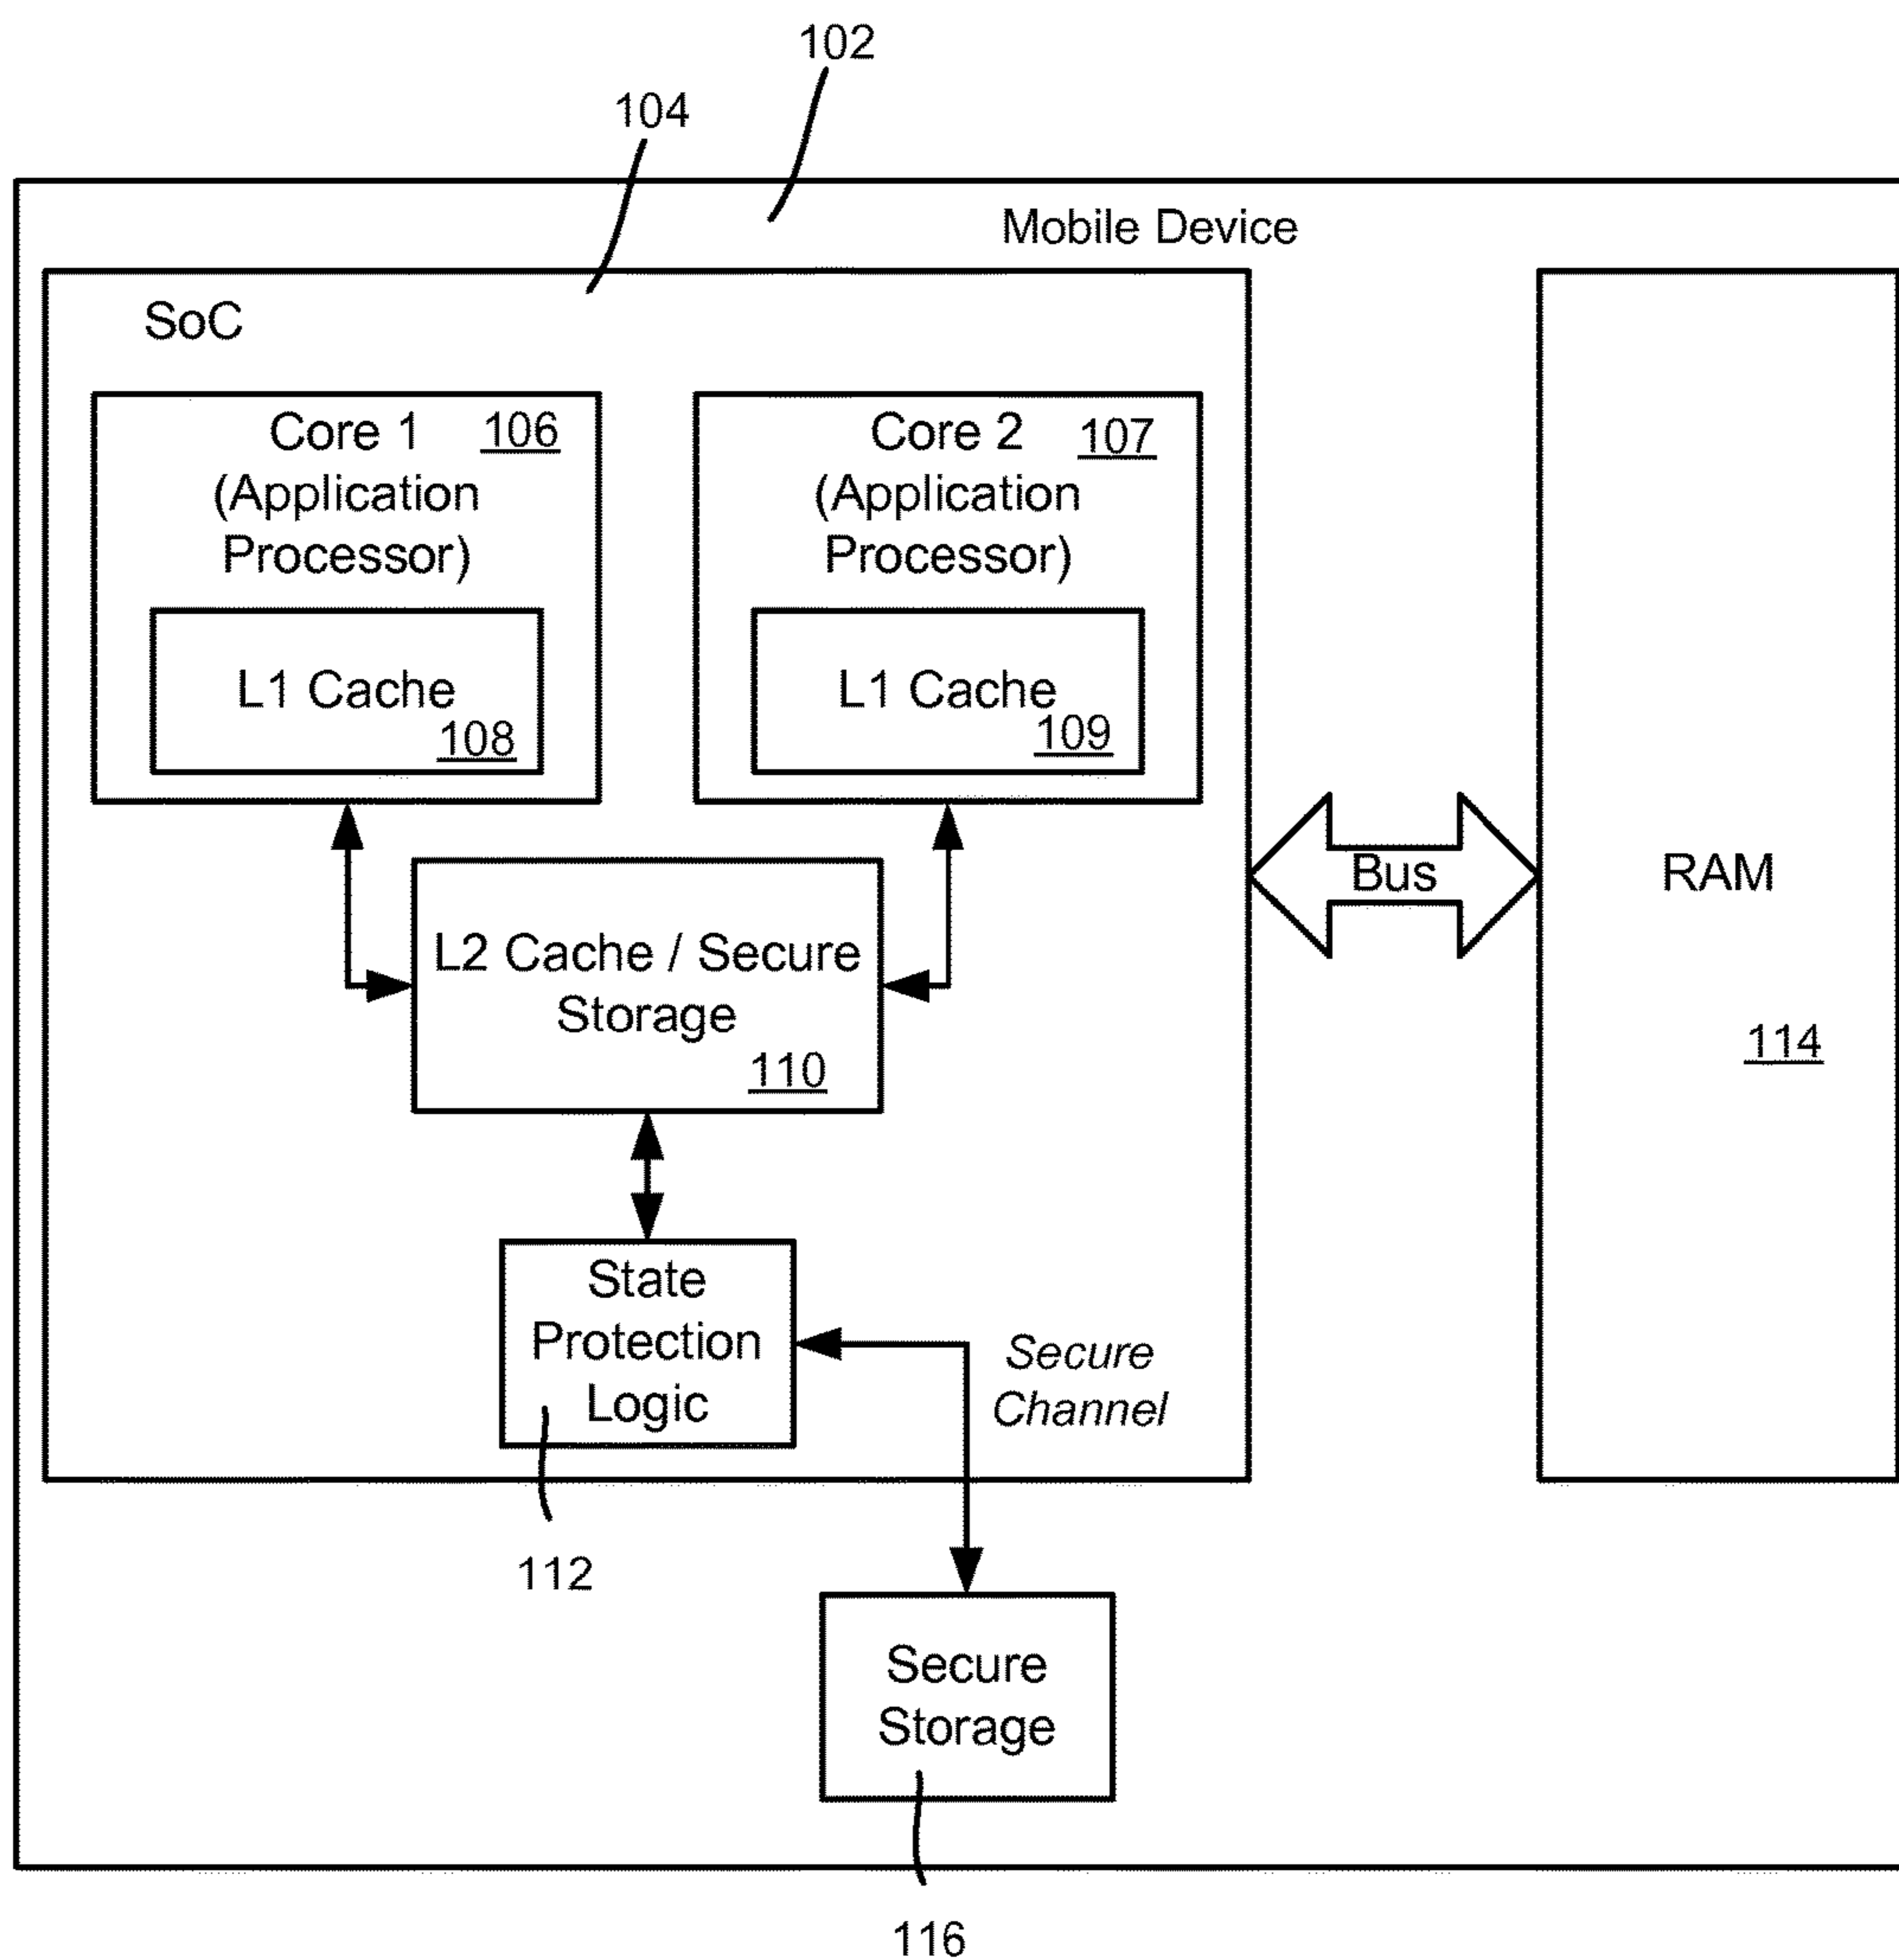 102
104
Mobile Device
SoC
Core 1 106
(Application
Processor)
L1 Cache
108
Core 2 107
(Application
Processor)
L1 Cache
109
L2 Cache / Secure
Storage
110
Bus
RAM
114
State
Protection
Logic
Secure
Channel
112
Secure
Storage
116